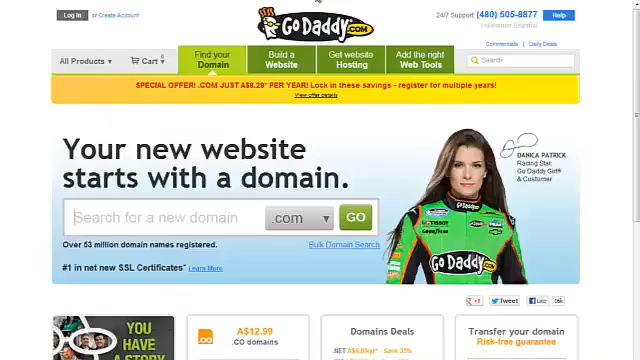 Log In or Create Account
Go Daddy.COM
24/7 Support: (480) 505-8877
Help
Hablamos Español
Commercials | Daily Deals
All Products
Cart
0
Find your Domain
Build a Website
Get website Hosting
Add the right Web Tools
Search
SPECIAL OFFER! .COM JUST A$8.29* PER YEAR! Lock in these savings - register for multiple years!
View offer details
Your new website
starts with a domain.
Search for a new domain
.com
GO
Over 53 million domain names registered.
Bulk Domain Search
#1 in net new SSL Certificates* Learn More
DANICA PATRICK
Racing Star,
Go Daddy Girl®
& Customer
TISSOT
Go Daddy.COM
+1
Tweet
Like
16k
YOU
HAVE
A STORY
.co
A$12.99
.CO domains
Domains Deals
.NET A$8.99/yr* - Save 33%
Transfer your domain
Risk-free guarantee